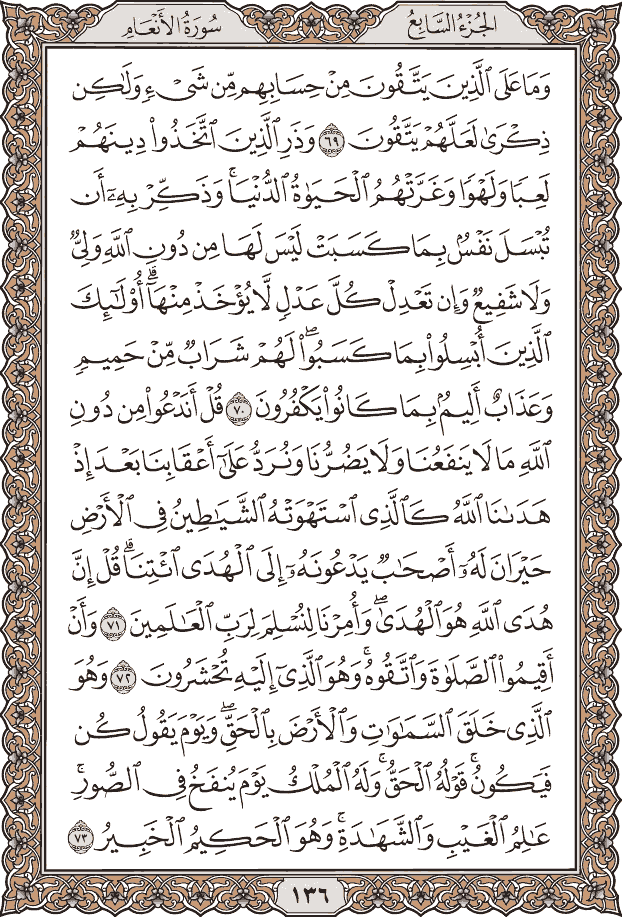 الجُزْءُ السَّابِعُ
سُورَةُ الأَنْعَام
وَمَا عَلَى ٱلَّذِينَ يَتَّقُونَ مِنْ حِسَابِهِم مِّن شَيْءٍ وَلَٰكِن
ذِكْرَىٰ لَعَلَّهُمْ يَتَّقُونَ ٦٩ وَذَرِ ٱلَّذِينَ ٱتَّخَذُوا۟ دِينَهُمْ
لَعِبًا وَلَهْوًا وَغَرَّتْهُمُ ٱلْحَيَوٰةُ ٱلدُّنْيَا ۚ وَذَكِّرْ بِهِۦٓ أَن
تُبْسَلَ نَفْسٌۢ بِمَا كَسَبَتْ لَيْسَ لَهَا مِن دُونِ ٱللَّهِ وَلِىٌّ
وَلَا شَفِيعٌ وَإِن تَعْدِلْ كُلَّ عَدْلٍ لَّا يُؤْخَذْ مِنْهَآ ۗ أُو۟لَٰٓئِكَ
ٱلَّذِينَ أُبْسِلُوا۟ بِمَا كَسَبُوا۟ ۖ لَهُمْ شَرَابٌ مِّنْ حَمِيمٍ
وَعَذَابٌ أَلِيمٌۢ بِمَا كَانُوا۟ يَكْفُرُونَ ٧٠ قُلْ أَنَدْعُوا۟ مِن دُونِ
ٱللَّهِ مَا لَا يَنفَعُنَا وَلَا يَضُرُّنَا وَنُرَدُّ عَلَىٰٓ أَعْقَابِنَا بَعْدَ إِذْ
هَدَىٰنَا ٱللَّهُ كَٱلَّذِى ٱسْتَهْوَتْهُ ٱلشَّيَٰطِينُ فِى ٱلْأَرْضِ
حَيْرَانَ لَهُۥٓ أَصْحَٰبٌ يَدْعُونَهُۥٓ إِلَى ٱلْهُدَى ٱئْتِنَا ۗ قُلْ إِنَّ
هُدَى ٱللَّهِ هُوَ ٱلْهُدَىٰ ۖ وَأُمِرْنَا لِنُسْلِمَ لِرَبِّ ٱلْعَٰلَمِينَ ٧١ وَأَنْ
أَقِيمُوا۟ ٱلصَّلَوٰةَ وَٱتَّقُوهُ ۚ وَهُوَ ٱلَّذِىٓ إِلَيْهِ تُحْشَرُونَ ٧٢ وَهُوَ
ٱلَّذِى خَلَقَ ٱلسَّمَٰوَٰتِ وَٱلْأَرْضَ بِٱلْحَقِّ ۖ وَيَوْمَ يَقُولُ كُن
فَيَكُونُ ۚ قَوْلُهُ ٱلْحَقُّ ۚ وَلَهُ ٱلْمُلْكُ يَوْمَ يُنفَخُ فِى ٱلصُّورِ ۚ
عَٰلِمُ ٱلْغَيْبِ وَٱلشَّهَٰدَةِ ۚ وَهُوَ ٱلْحَكِيمُ ٱلْخَبِيرُ ٧٣
١٣٦